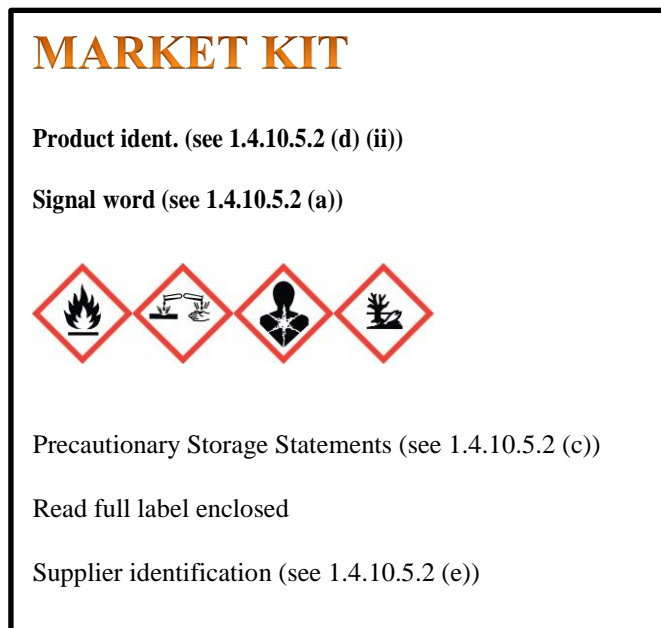 MARKET KIT
Product ident. (see 1.4.10.5.2 (d) (ii))
Signal word (see 1.4.10.5.2 (a))
Precautionary Storage Statements (see 1.4.10.5.2 (c))
Read full label enclosed
Supplier identification (see 1.4.10.5.2 (e))